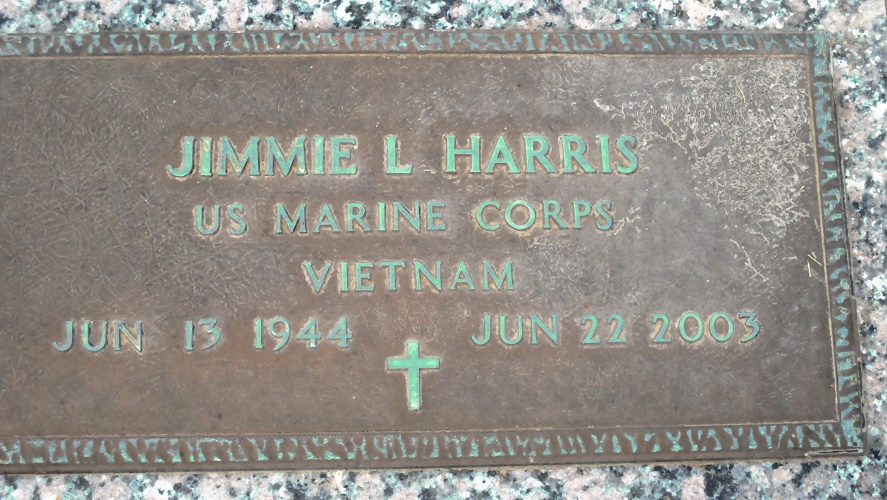 JIMMIE L HARRIS
US MARINE CORPS
VIETNAM
JUN 13 1944 JUN 22 2003